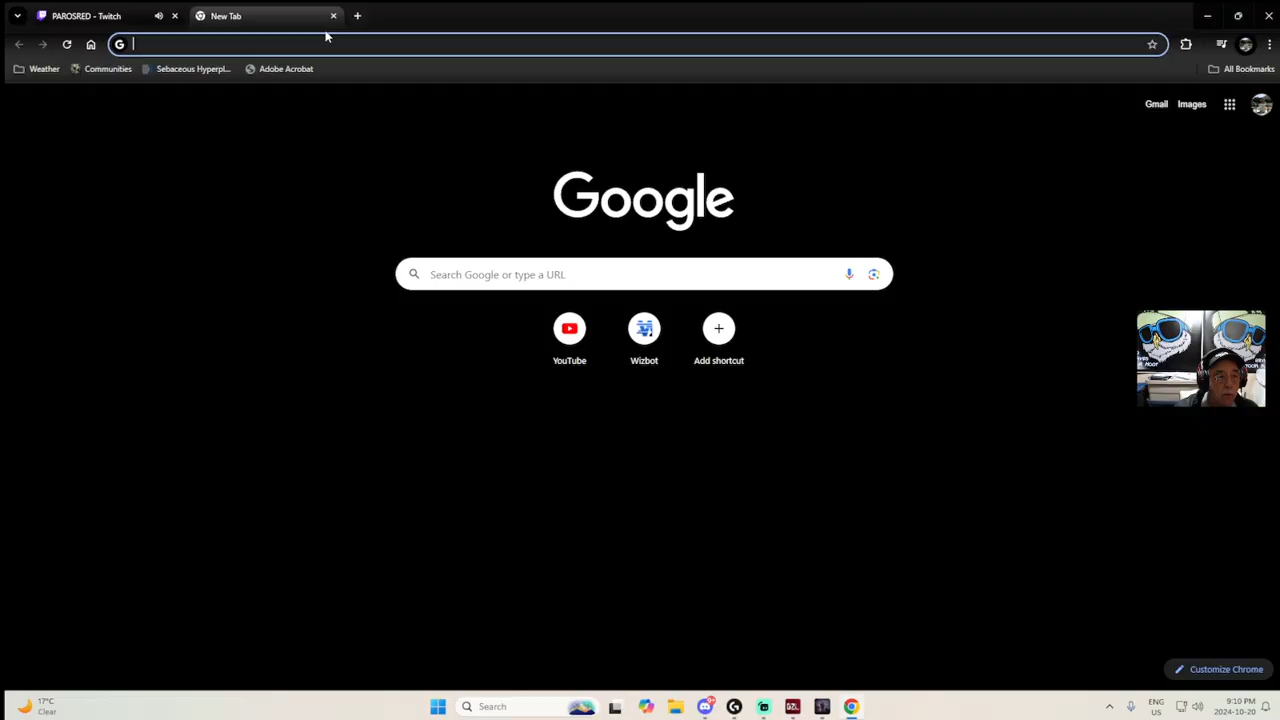 PAROSRED - Twitch
New Tab
Weather
Communities
Sebaceous Hyperpl...
Adobe Acrobat
All Bookmarks
Gmail
Images
Google
Search Google or type a URL
YouTube
Wizbot
Add shortcut
Customize Chrome
17°C
Clear
Search
ENG
US
9:10 PM
2024-10-20